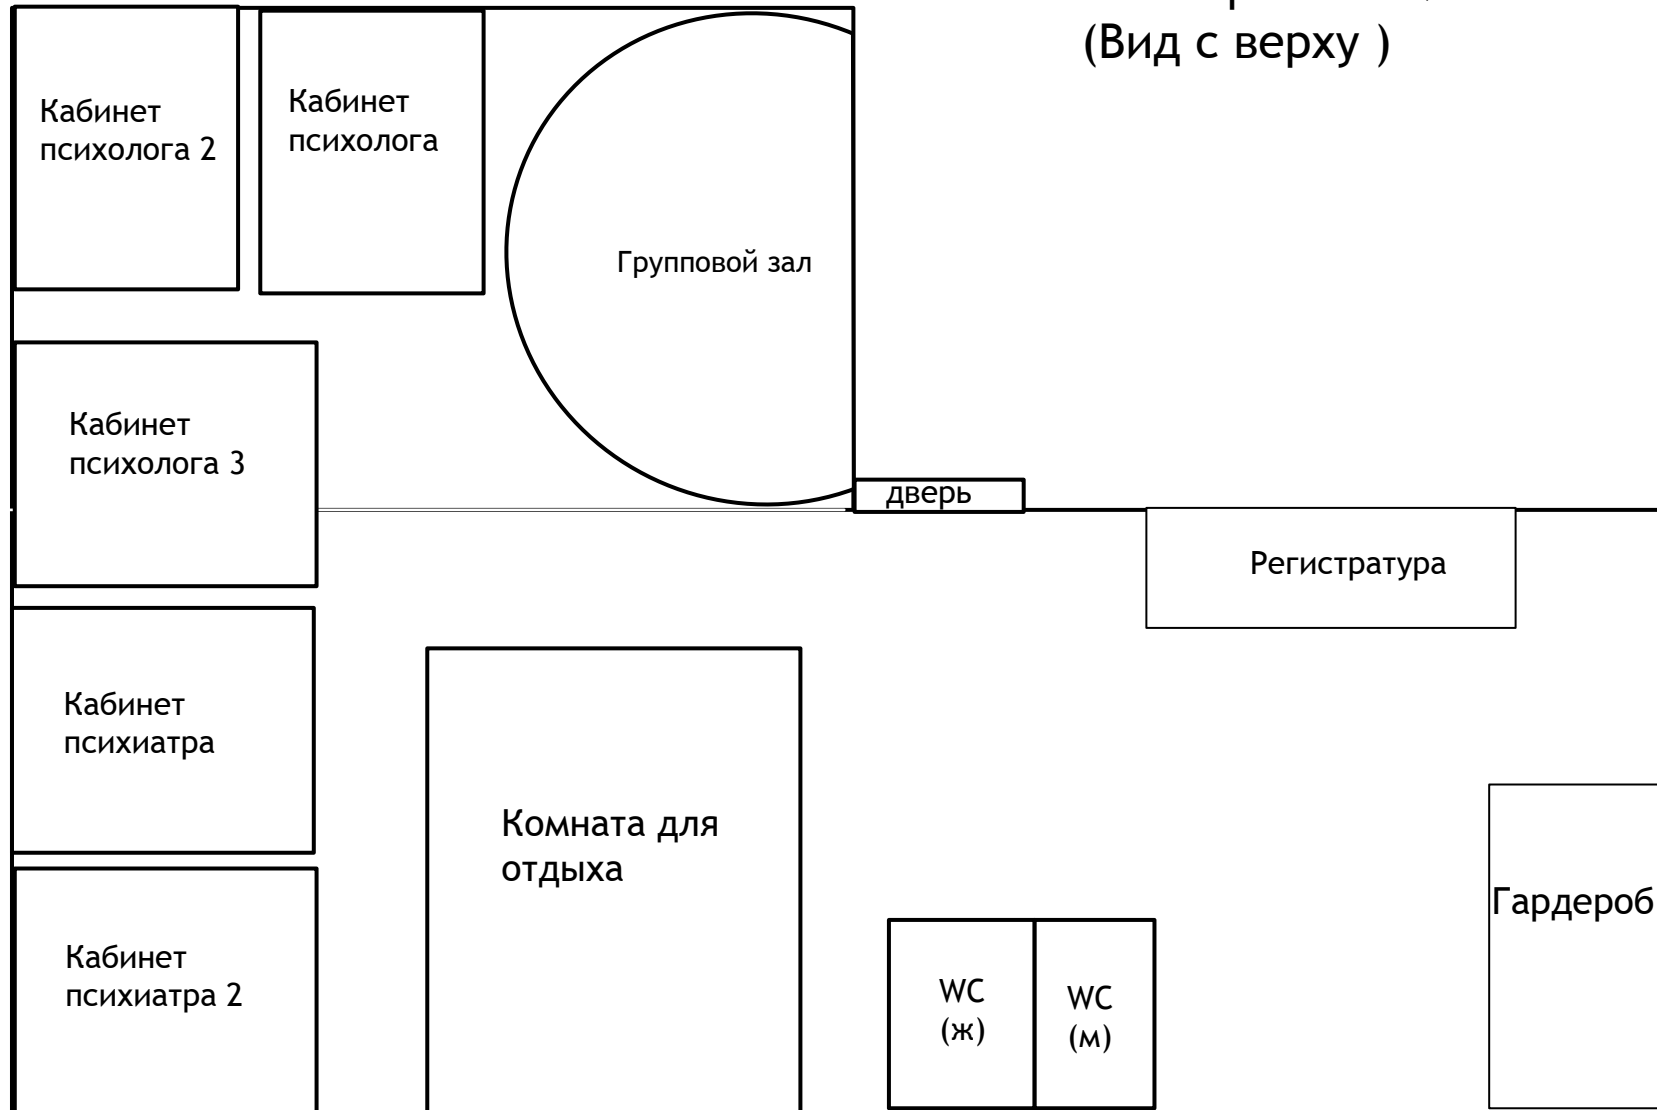 (Вид с верху )
Кабинет
психолога 2
Кабинет
психолога
Групповой зал
Кабинет
психолога 3
дверь
Регистратура
Кабинет
психиатра
Комната для
отдыха
Гардероб
Кабинет
психиатра 2
WC
(ж)
WC
(м)